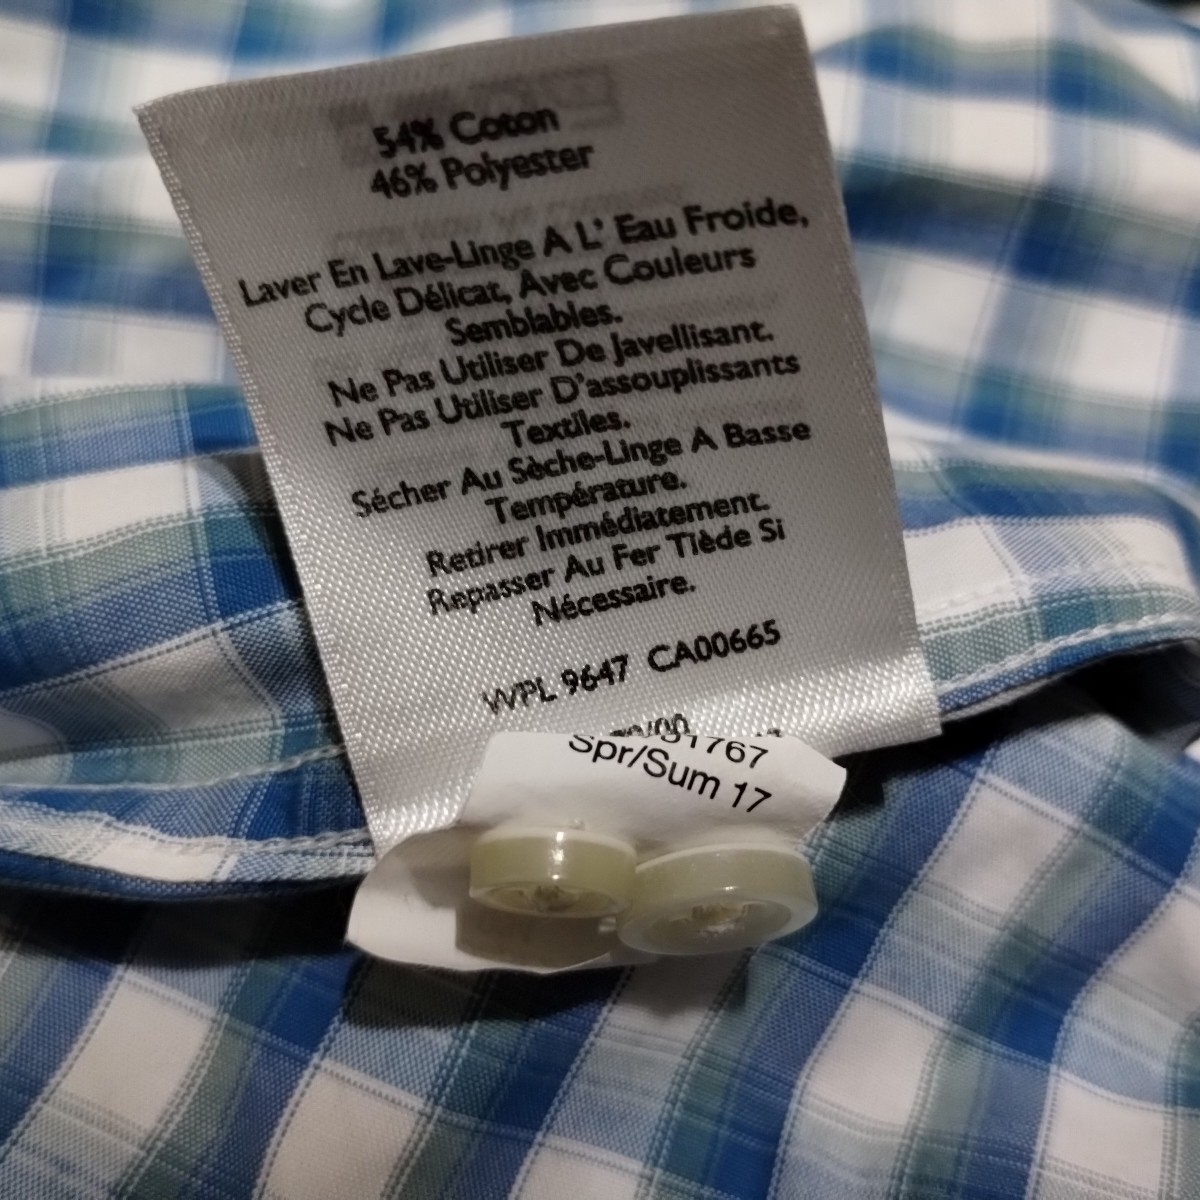 54% Coton
46% Polyester
Laver En Lave-Linge A L' Eau Froide,
Cycle Délicat, Avec Couleurs
Semblables.
Ne Pas Utiliser De Javellisant.
Ne Pas Utiliser D'assouplissants
Textiles.
Sécher Au Sèche-Linge A Basse
Température.
Retirer Immédiatement.
Repasser Au Fer Tiède Si
Nécessaire.
WPL 9647 CA00665
Spr/Sum 17